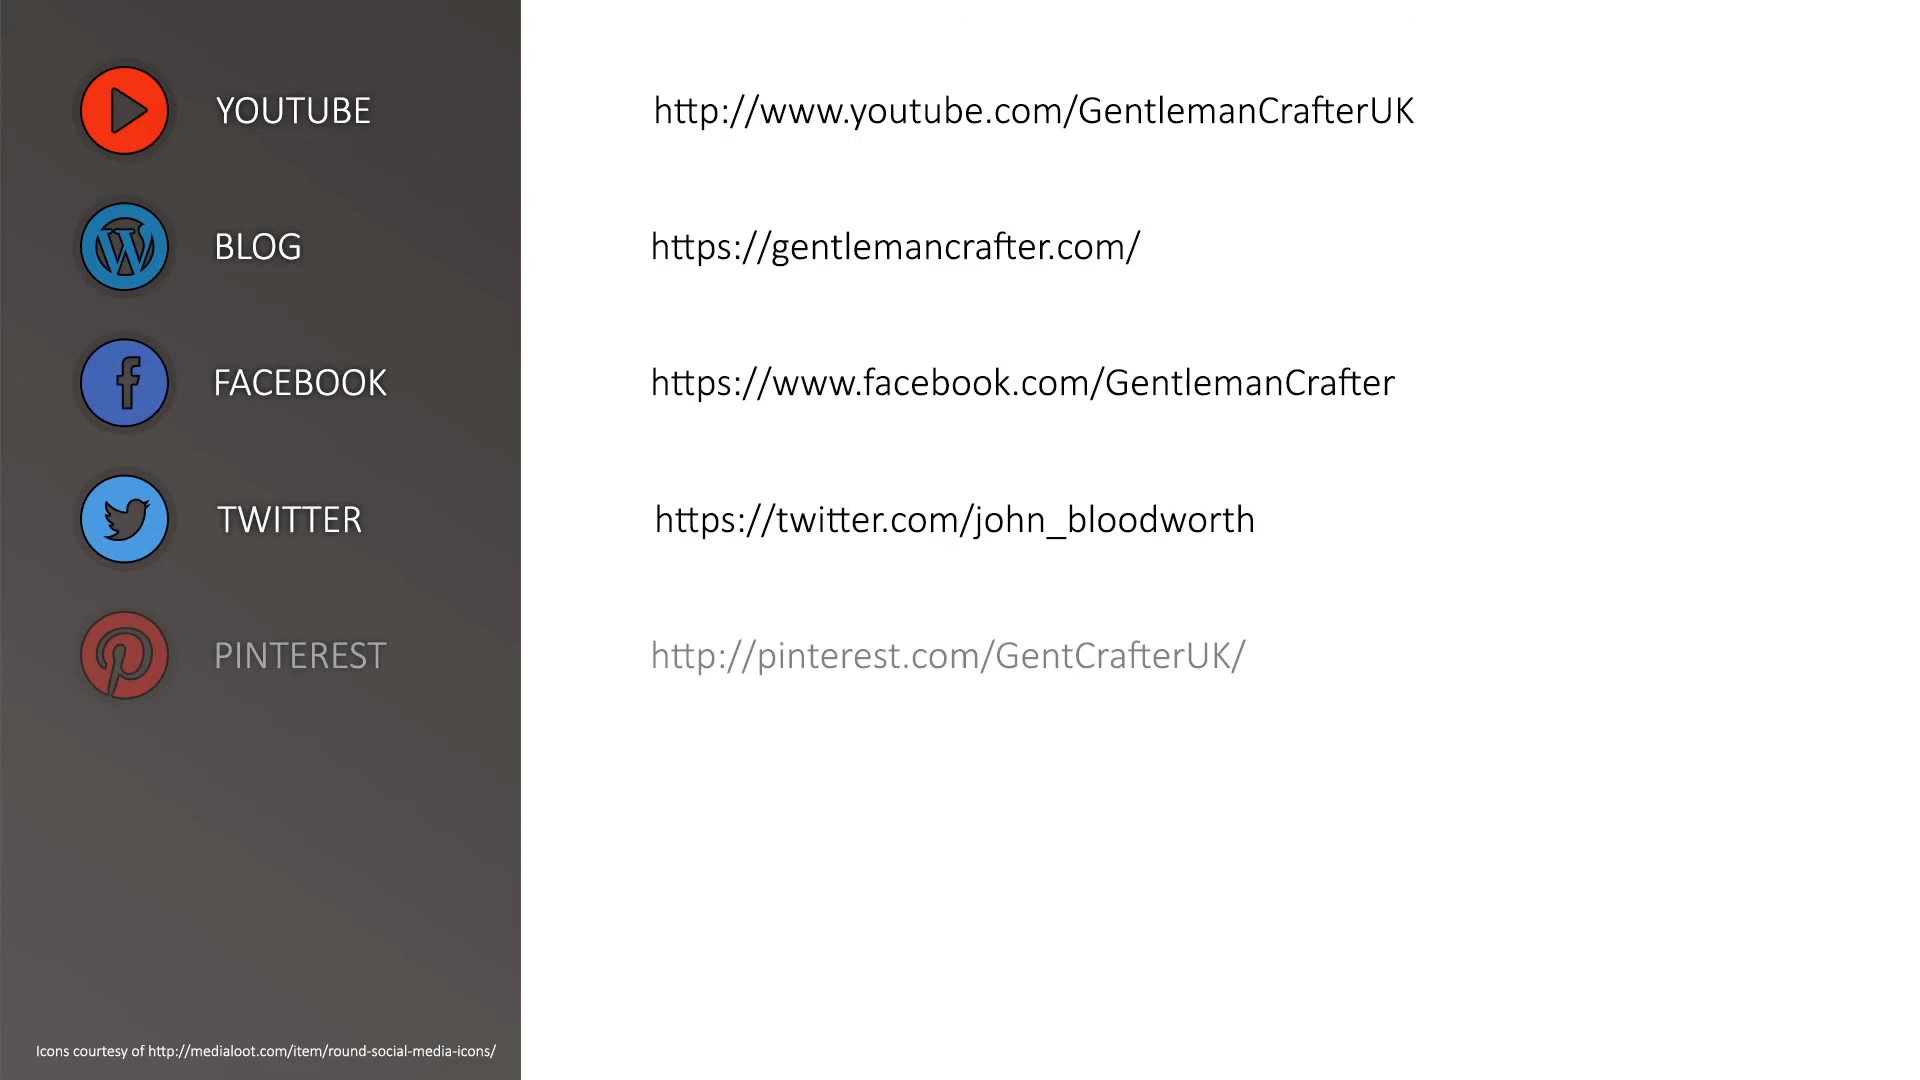 YOUTUBE http://www.youtube.com/GentlemanCrafterUK
BLOG https://gentlemancrafter.com/
FACEBOOK https://www.facebook.com/GentlemanCrafter
TWITTER https://twitter.com/john_bloodworth
PINTEREST http://pinterest.com/GentCrafterUK/
Icons courtesy of http://medialoot.com/item/round-social-media-icons/